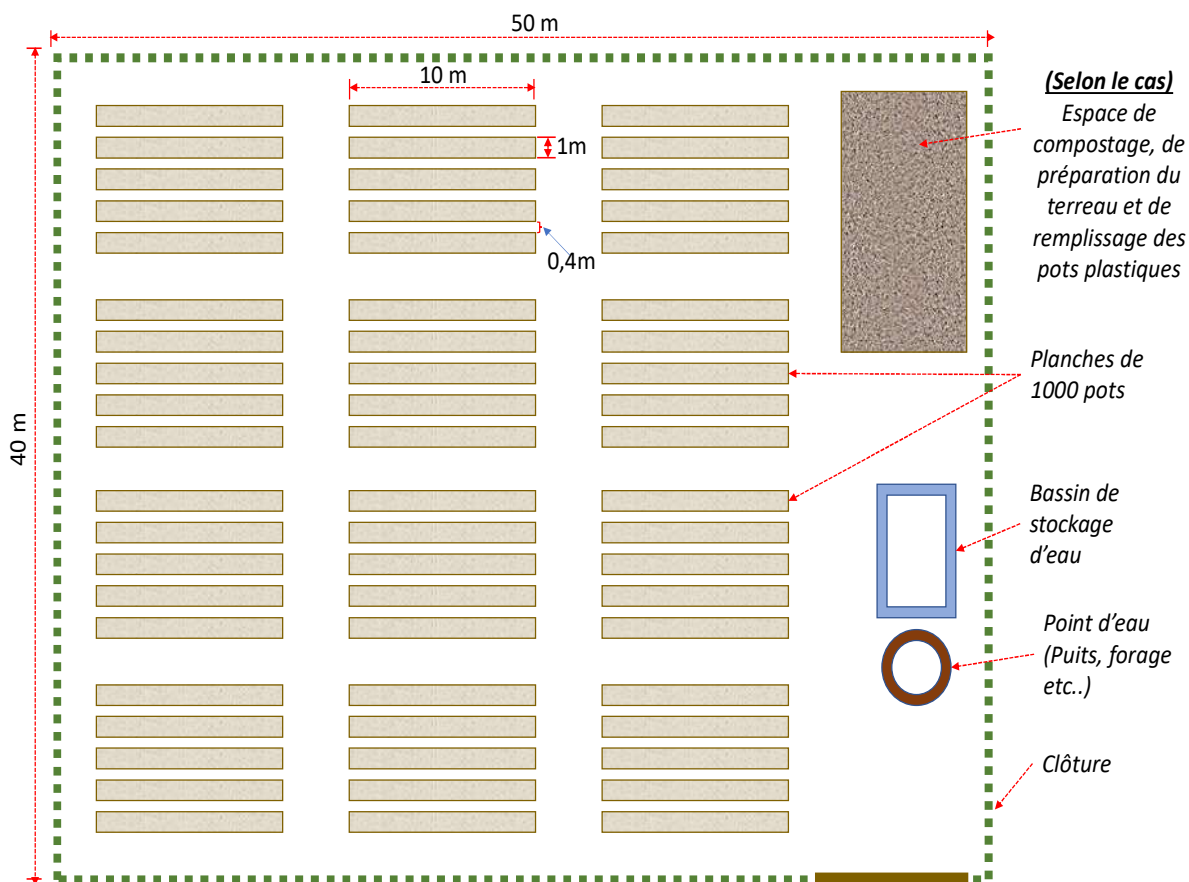 50 m
10 m
1m
0,4m
40 m
(Selon le cas)
Espace de
compostage, de
préparation du
terreau et de
remplissage des
pots plastiques
Planches de
1000 pots
Bassin de
stockage
d’eau
Point d’eau
(Puits, forage
etc..)
Clôture